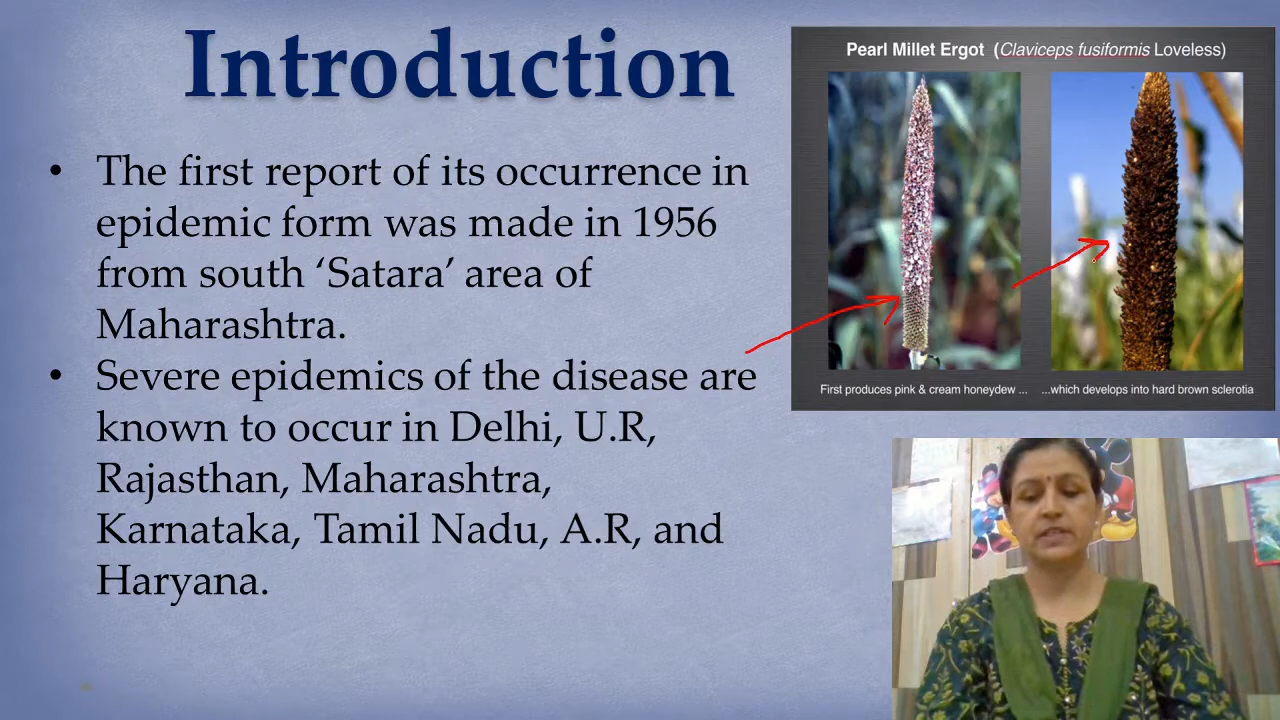 Introduction
• The first report of its occurrence in
epidemic form was made in 1956
from south ‘Satara’ area of
Maharashtra.
• Severe epidemics of the disease are
known to occur in Delhi, U.R,
Rajasthan, Maharashtra,
Karnataka, Tamil Nadu, A.R, and
Haryana.
Pearl Millet Ergot (Claviceps fusiformis Loveless)
First produces pink & cream honeydew ...
...which develops into hard brown sclerotia